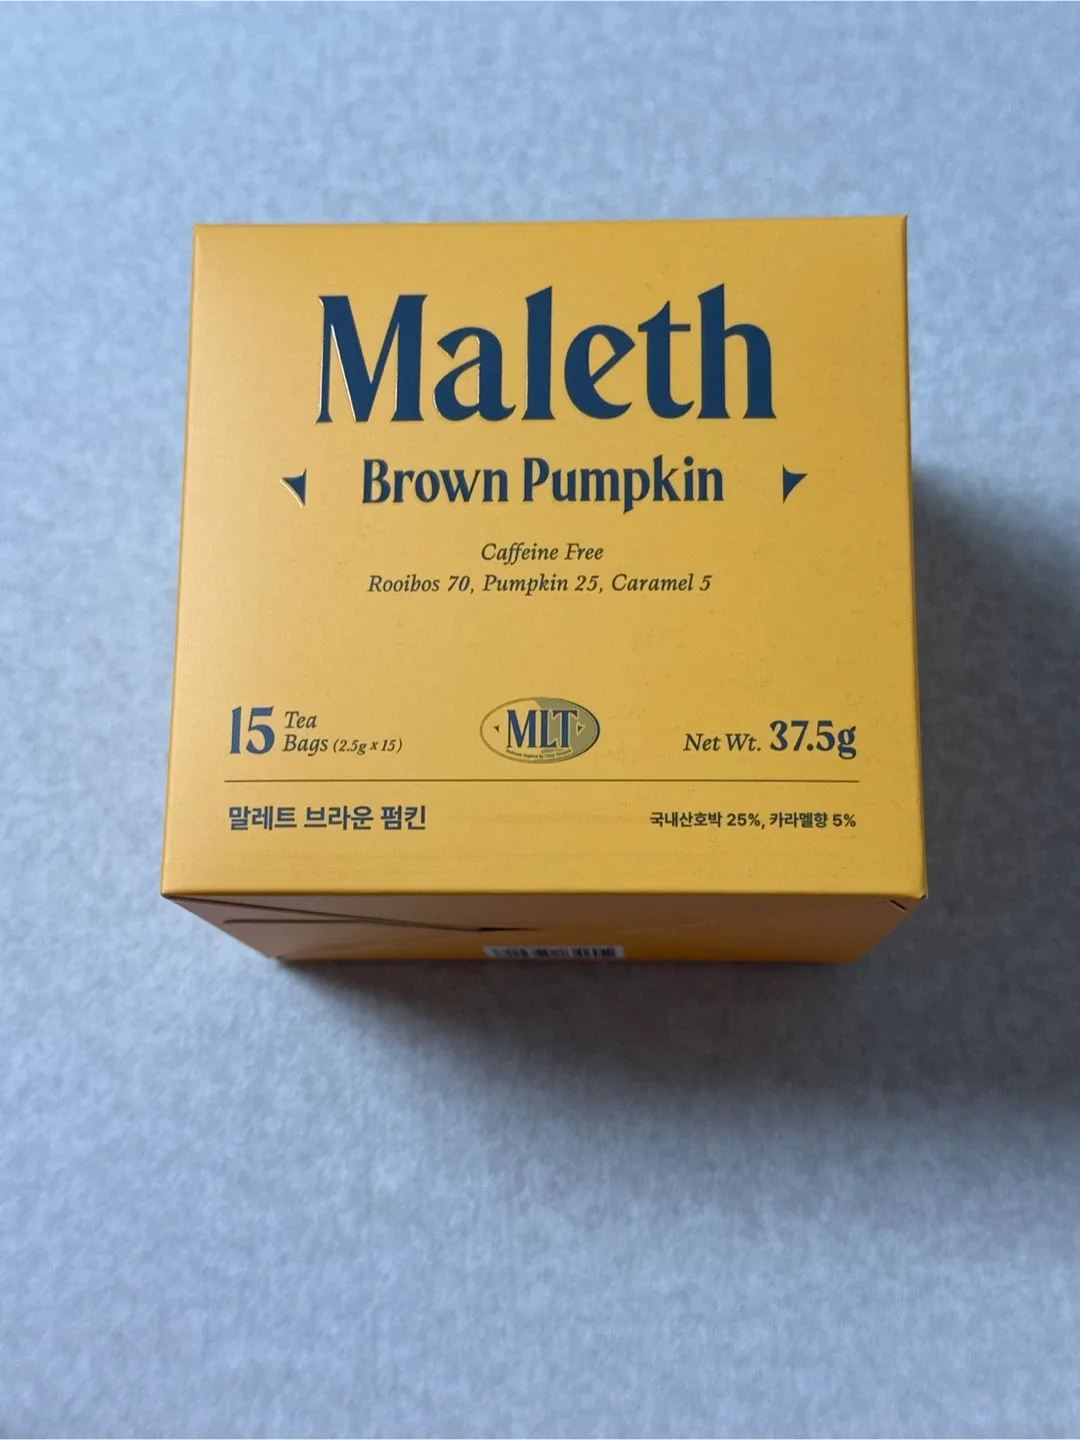 Maleth
Brown Pumpkin
Caffeine Free
Rooibos 70, Pumpkin 25, Caramel 5
15 Tea Bags (2.5g x 15)
MLT
Net Wt. 37.5g
말레트 브라운 펌킨
국내산호박 25%, 카라멜향 5%